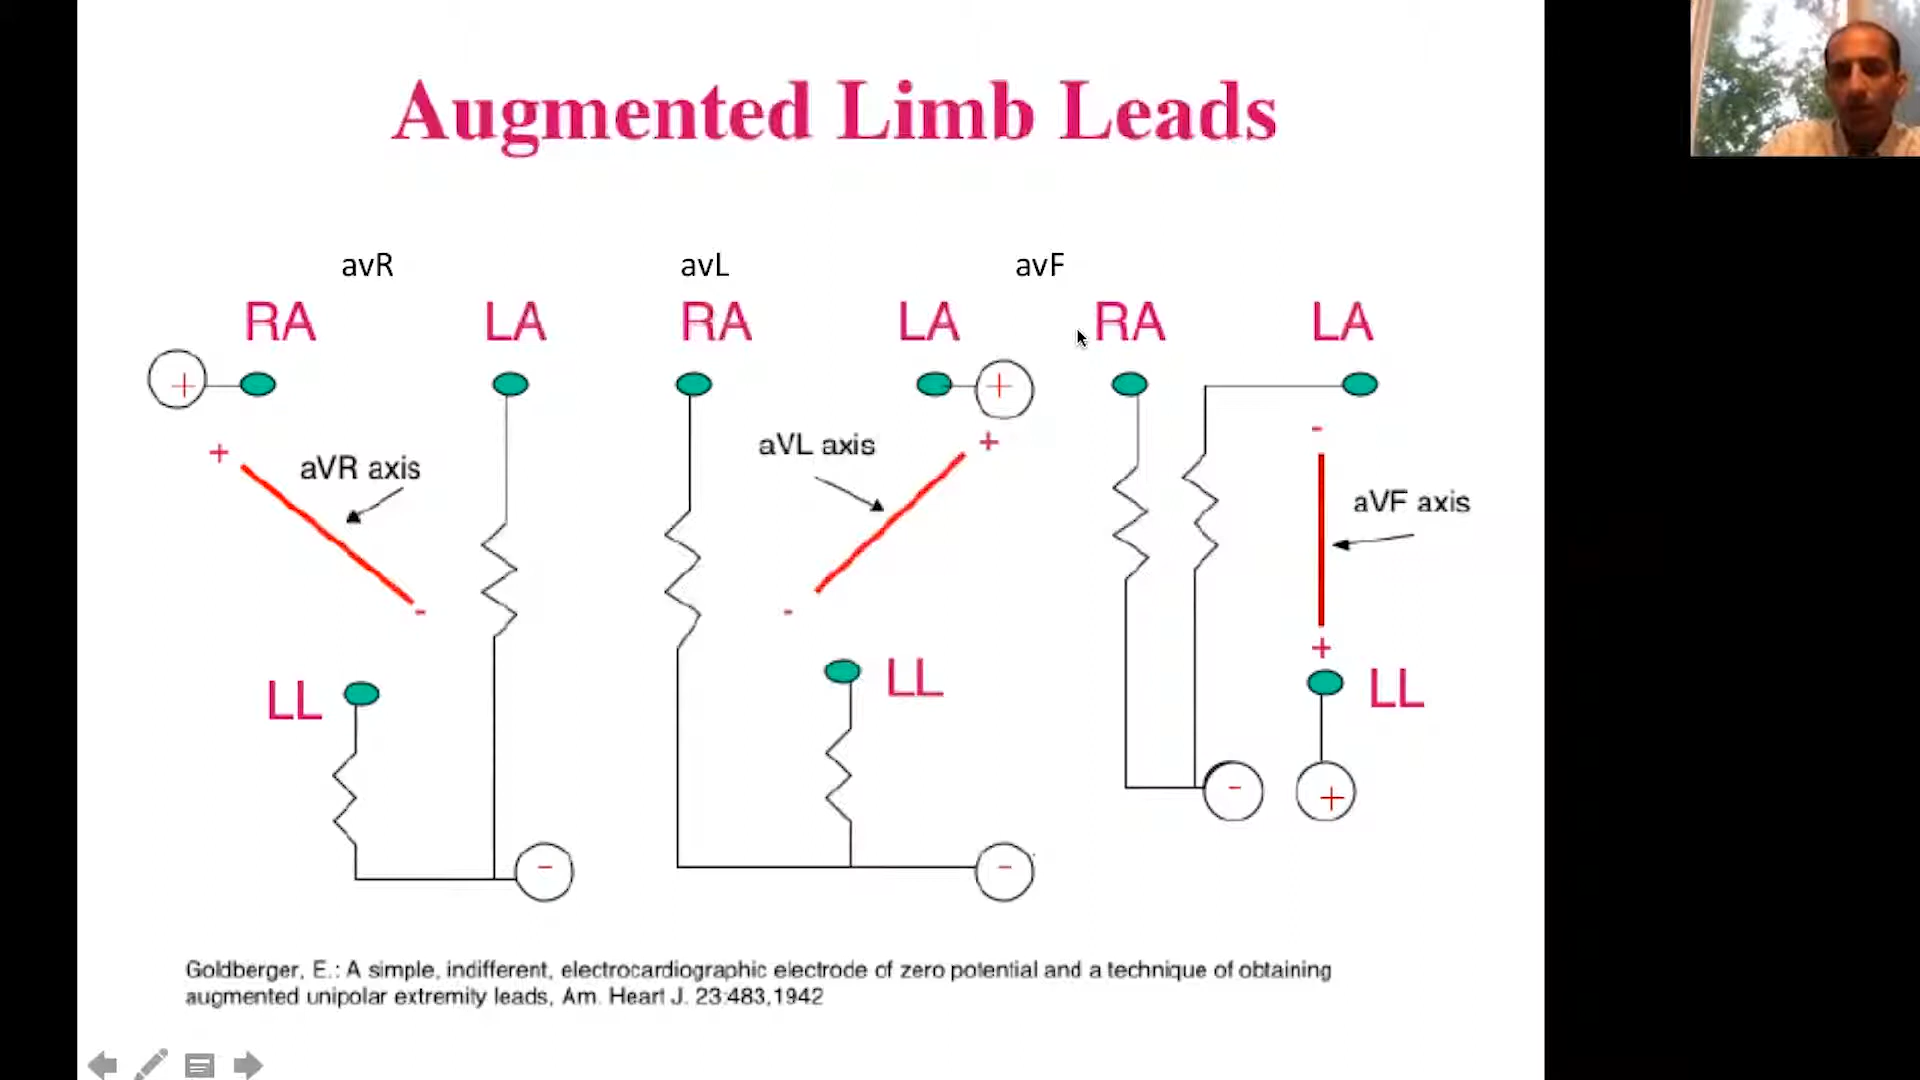 Augmented Limb Leads
avR avL avF
RA LA RA LA RA LA
+ +
-
+ aVR axis aVL axis + aVF axis
- -
+
LL LL LL
- +
- -
Goldberger, E.: A simple, indifferent, electrocardiographic electrode of zero potential and a technique of obtaining
augmented unipolar extremity leads, Am. Heart J. 23:483,1942